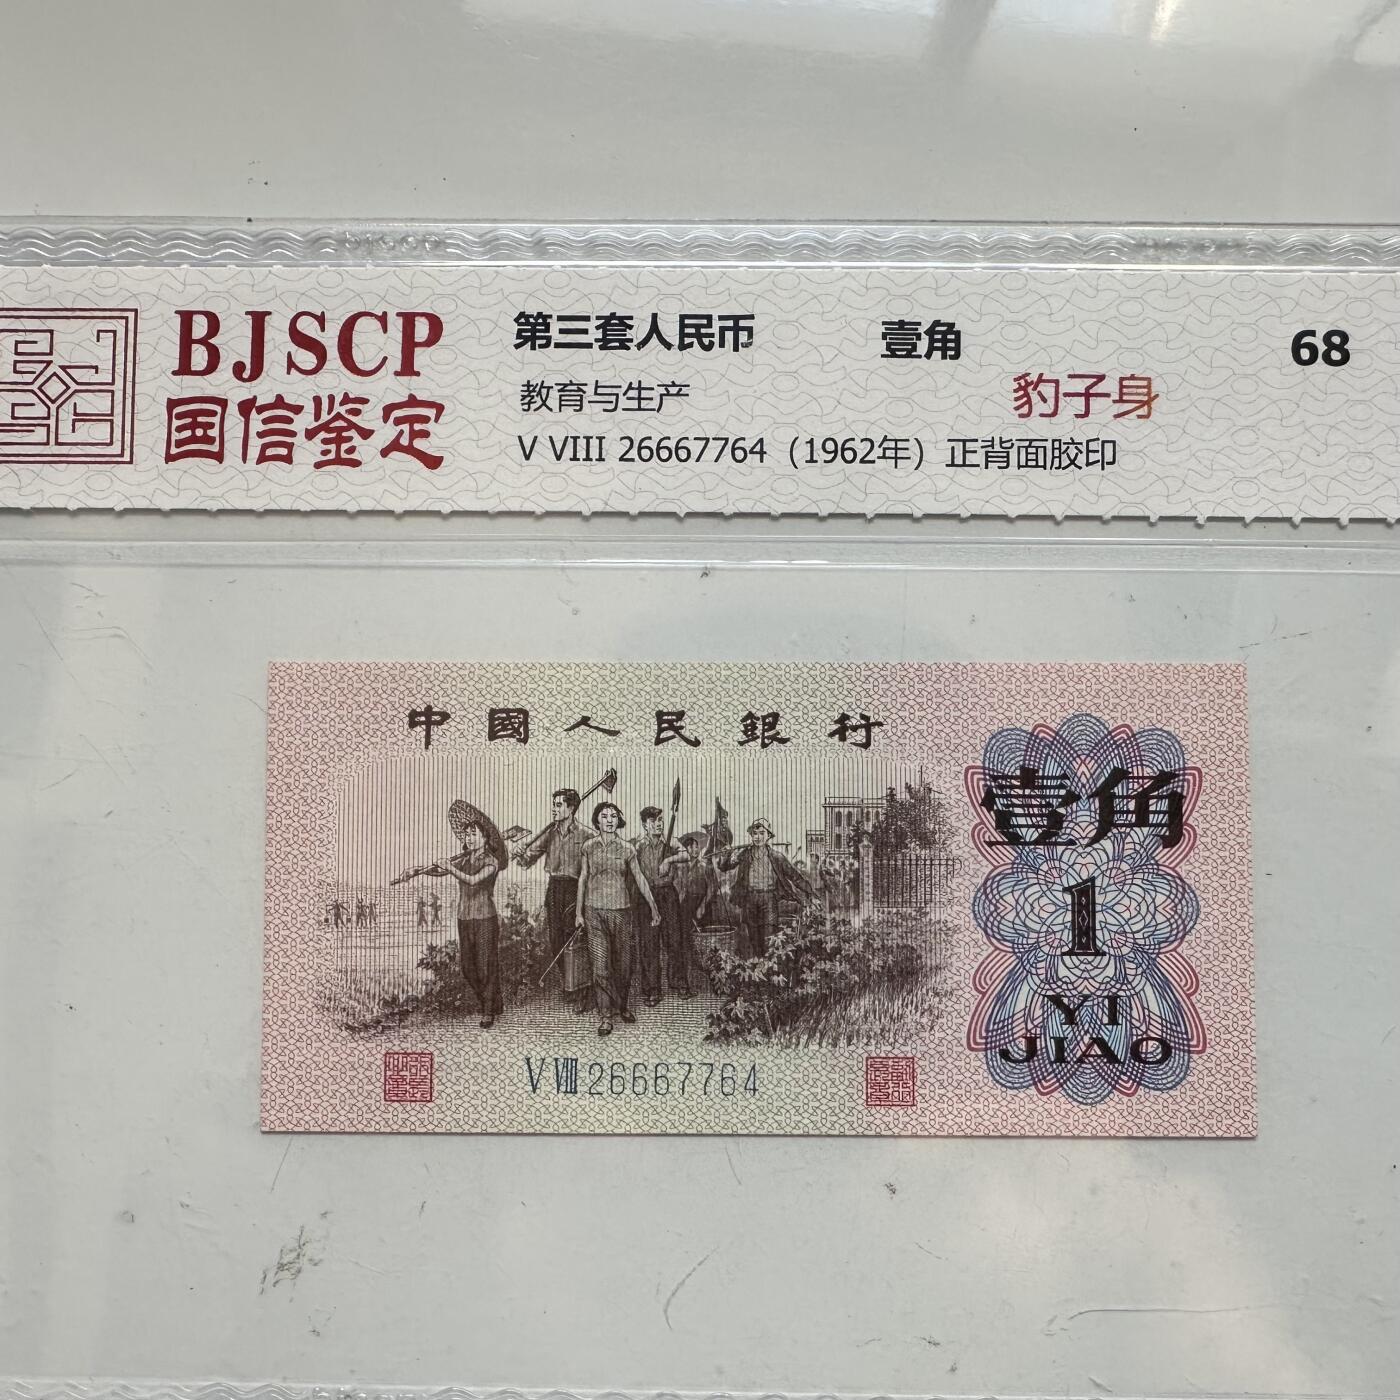 BJSCP
国信鉴定
第三套人民币 壹角 68
教育与生产 豹子身
V VIII 26667764（1962年）正背面胶印
中國人民銀行
壹角
1
YI
JIAO
V VIII 26667764